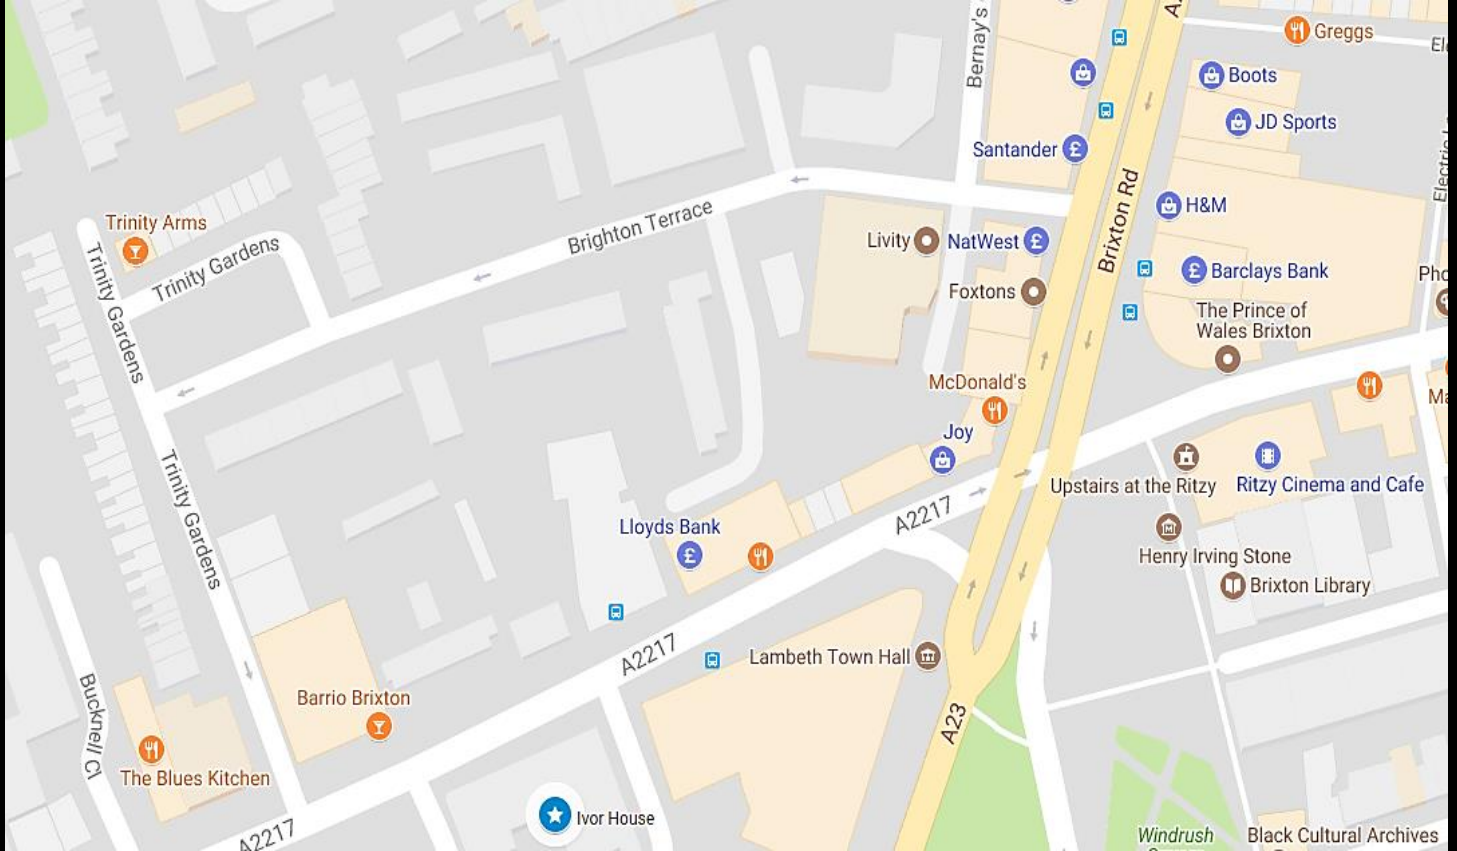 Bernay's
A2
Greggs
Boots
JD Sports
Santander
£
Brixton Rd
H&M
Trinity Arms
Trinity Gardens
Trinity Gardens
Brighton Terrace
Livity
NatWest
£
£
Barclays Bank
Foxtons
The Prince of
Wales Brixton
McDonald's
Joy
Trinity Gardens
A2217
Upstairs at the Ritzy
Ritzy Cinema and Cafe
Lloyds Bank
£
Henry Irving Stone
Brixton Library
A2217
Lambeth Town Hall
Bucknell Cl
Barrio Brixton
A23
The Blues Kitchen
Ivor House
A2217
Windrush
Black Cultural Archives